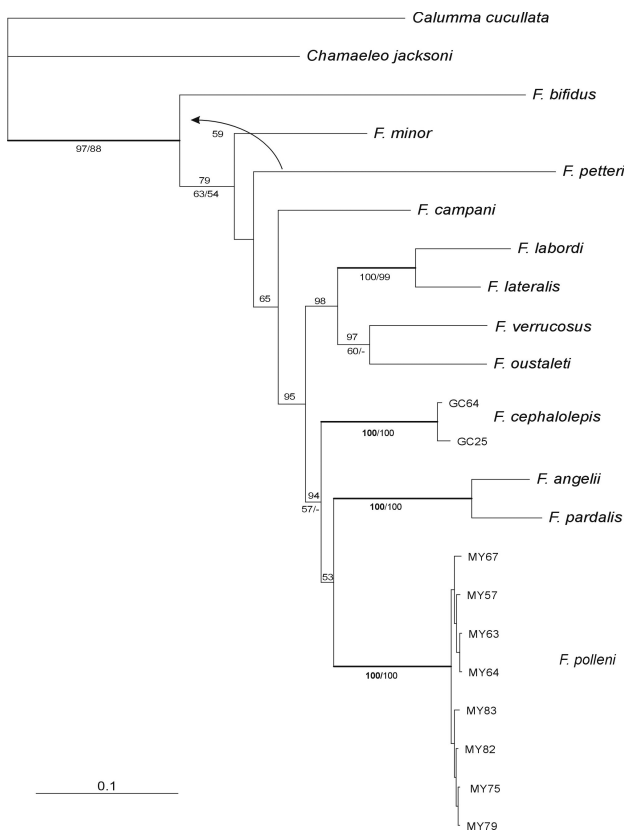 Calumma cucullata
Chamaeleo jacksoni
F. bifidus
59
F. minor
97/88
F. petteri
79
63/54
F. campani
F. labordi
100/99
F. lateralis
65
98
F. verrucosus
97
60/-
F. oustaleti
95
GC64
F. cephalolepis
100/100
GC25
F. angelii
94
57/-
100/100
F. pardalis
MY67
53
MY57
MY63
F. polleni
100/100
MY64
MY83
MY82
0.1
MY75
MY79